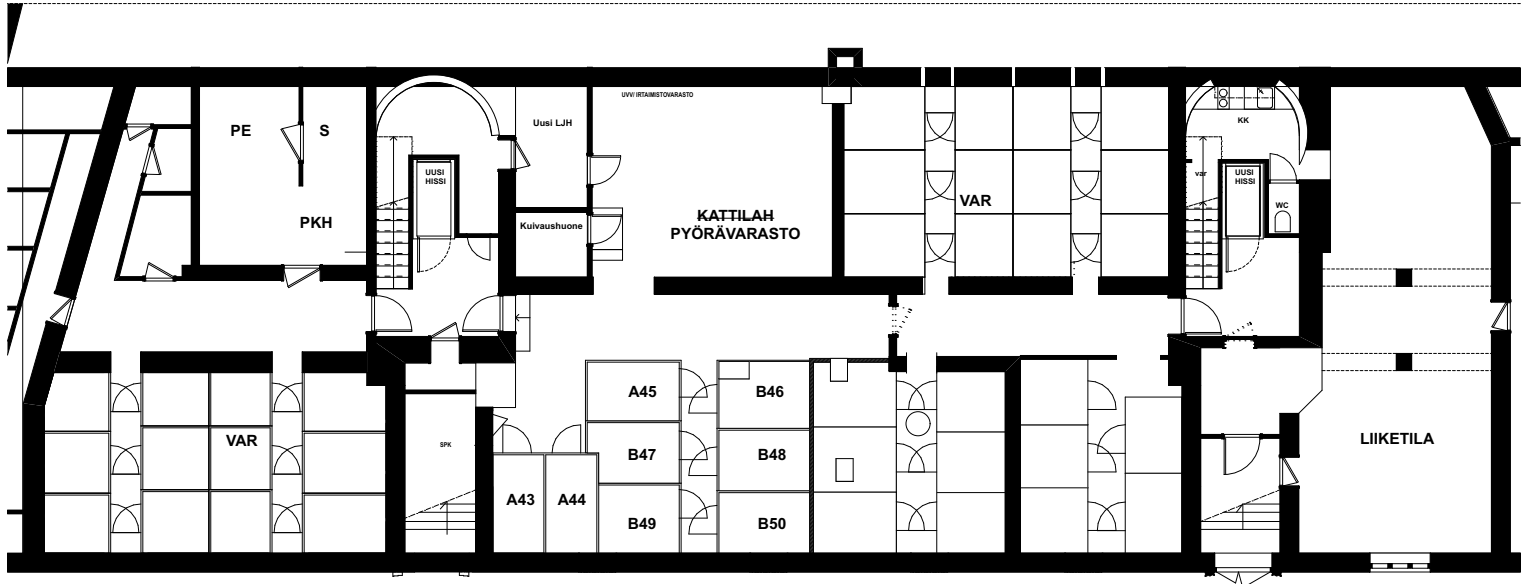 UVV/ IRTAIMISTOVARASTO
PE
S
Uusi LJH
KK
UUSI
HISSI
var
UUSI
HISSI
VAR
WC
PKH
KATTILAH
PYÖRÄVARASTO
Kuivaushuone
A45
B46
VAR
SPK
A43
A44
B47
B48
B49
B50
LIIKETILA